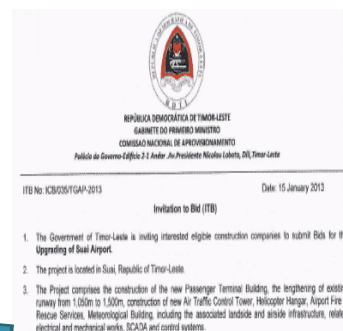 REPÚBLICA DEMOCRÁTICA DE TIMOR-LESTE
GABINETE DO PRIMEIRO MINISTRO
COMISSAO NACIONAL DE APROVISIONAMENTO
Palácio do Governo-Edifício 2-1 Andar ,Av.Presidente Nicolau Lobato, Dili, Timor-Leste
ITB No: ICB/035/TGAP-2013 Date: 15 January 2013
Invitation to Bid (ITB)
1. The Government of Timor-Leste is inviting interested eligible construction companies to submit Bids for th
Upgrading of Suai Airport.
2. The project is located in Suai, Republic of Timor-Leste.
3. The Project comprises the construction of the new Passenger Terminal Building, the lengthening of existin
runway from 1,050m to 1,500m, construction of new Air Traffic Control Tower, Helicopter Hangar, Airport Fire
Rescue Services, Meteorological Building, including the associated landside and airside infrastructure, relate
electrical and mechanical works, SCADA and control systems.